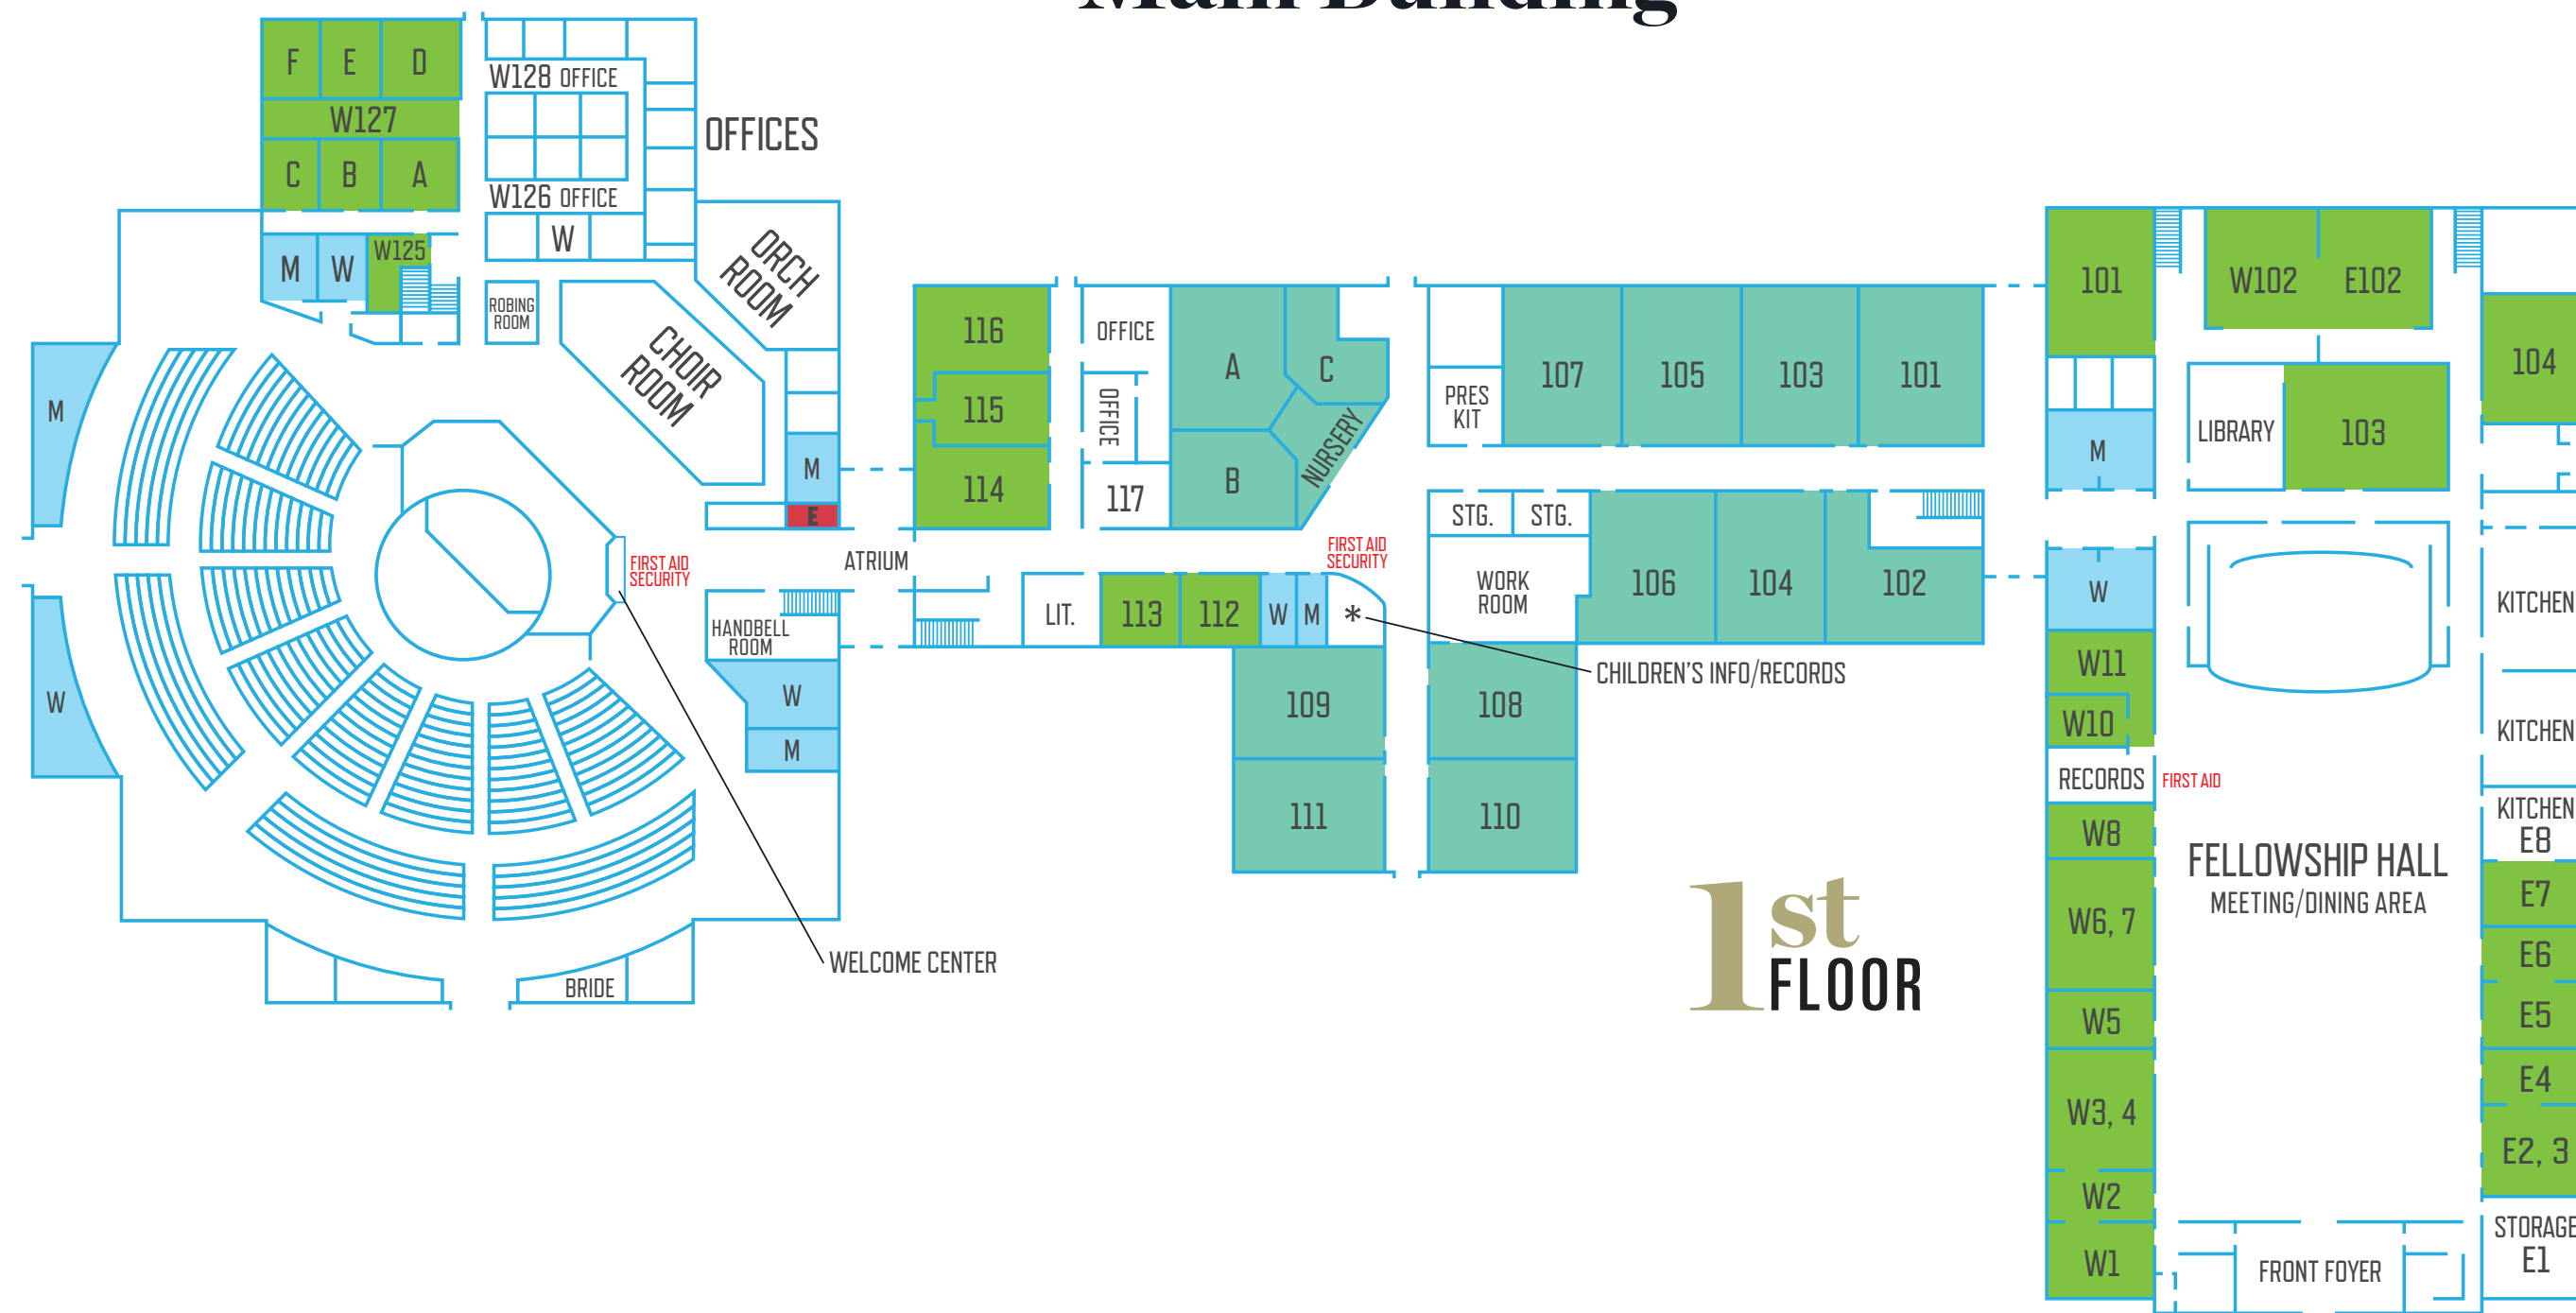 Main Building
F E D
W127
C B A
M W W125
W128 OFFICE
W126 OFFICE
W
OFFICES
ROBING
ROOM
CHOIR
ROOM
ORCH
ROOM
M
W
M
E
FIRST AID
SECURITY
ATRIUM
HANDBELL
ROOM
W
M
WELCOME CENTER
BRIDE
116
115
114
OFFICE
OFFICE
117
A
B
C
NURSERY
FIRST AID
SECURITY
LIT.
113
112
W
M
*
CHILDREN'S INFO/RECORDS
109
111
108
110
PRES
KIT
107
105
103
101
STG.
STG.
WORK
ROOM
106
104
102
1st
FLOOR
101
W102
E102
104
M
LIBRARY
103
W
W11
W10
RECORDS
FIRST AID
W8
W6, 7
W5
W3, 4
W2
W1
FELLOWSHIP HALL
MEETING/DINING AREA
FRONT FOYER
KITCHEN
KITCHEN
KITCHEN
E8
E7
E6
E5
E4
E2, 3
STORAGE
E1